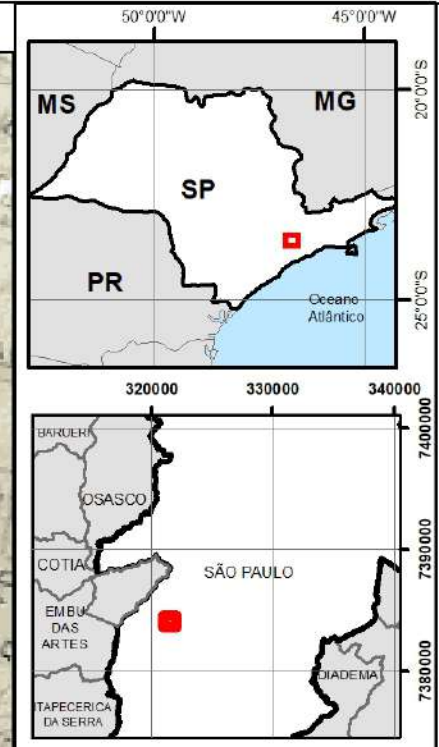 50°0'0"W 45°0'0"W
20°0'0"S
MS
MG
SP
25°0'0"S
PR
Oceano
Atlântico
320000 330000 340000
7400000
BARUERI
OSASCO
7390000
COTIA
SÃO PAULO
EMBU
DAS
ARTES
7380000
DIADEMA
ITAPECERICA
DA SERRA